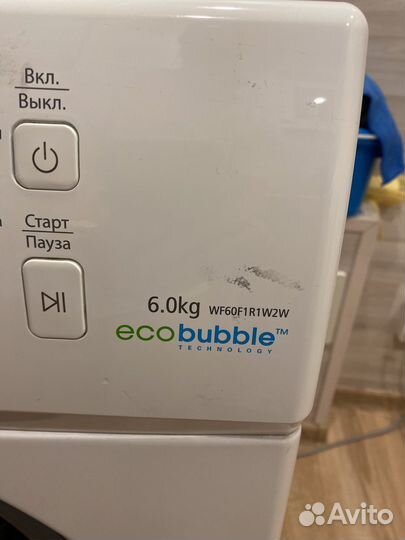 Вкл.
Выкл.
Старт
Пауза
6.0kg WF60F1R1W2W
ecobubble™
TECHNOLOGY
Avito